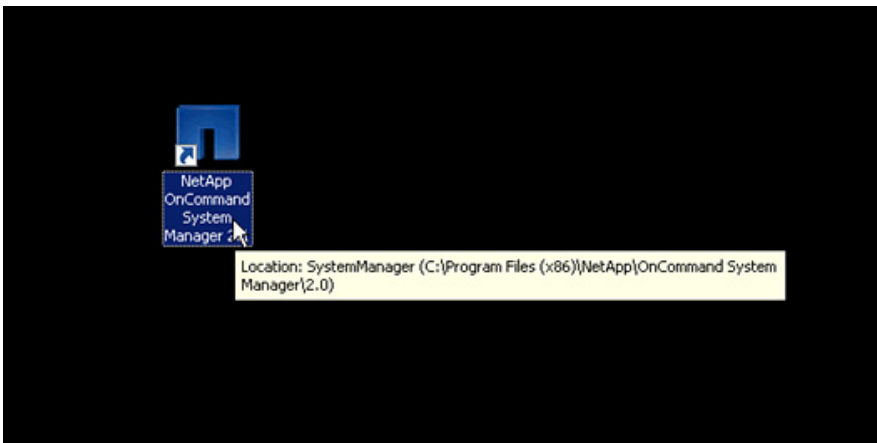 NetApp
OnCommand
System
Manager
Location: SystemManager (C:\Program Files (x86)\NetApp\OnCommand System
Manager\2.0)